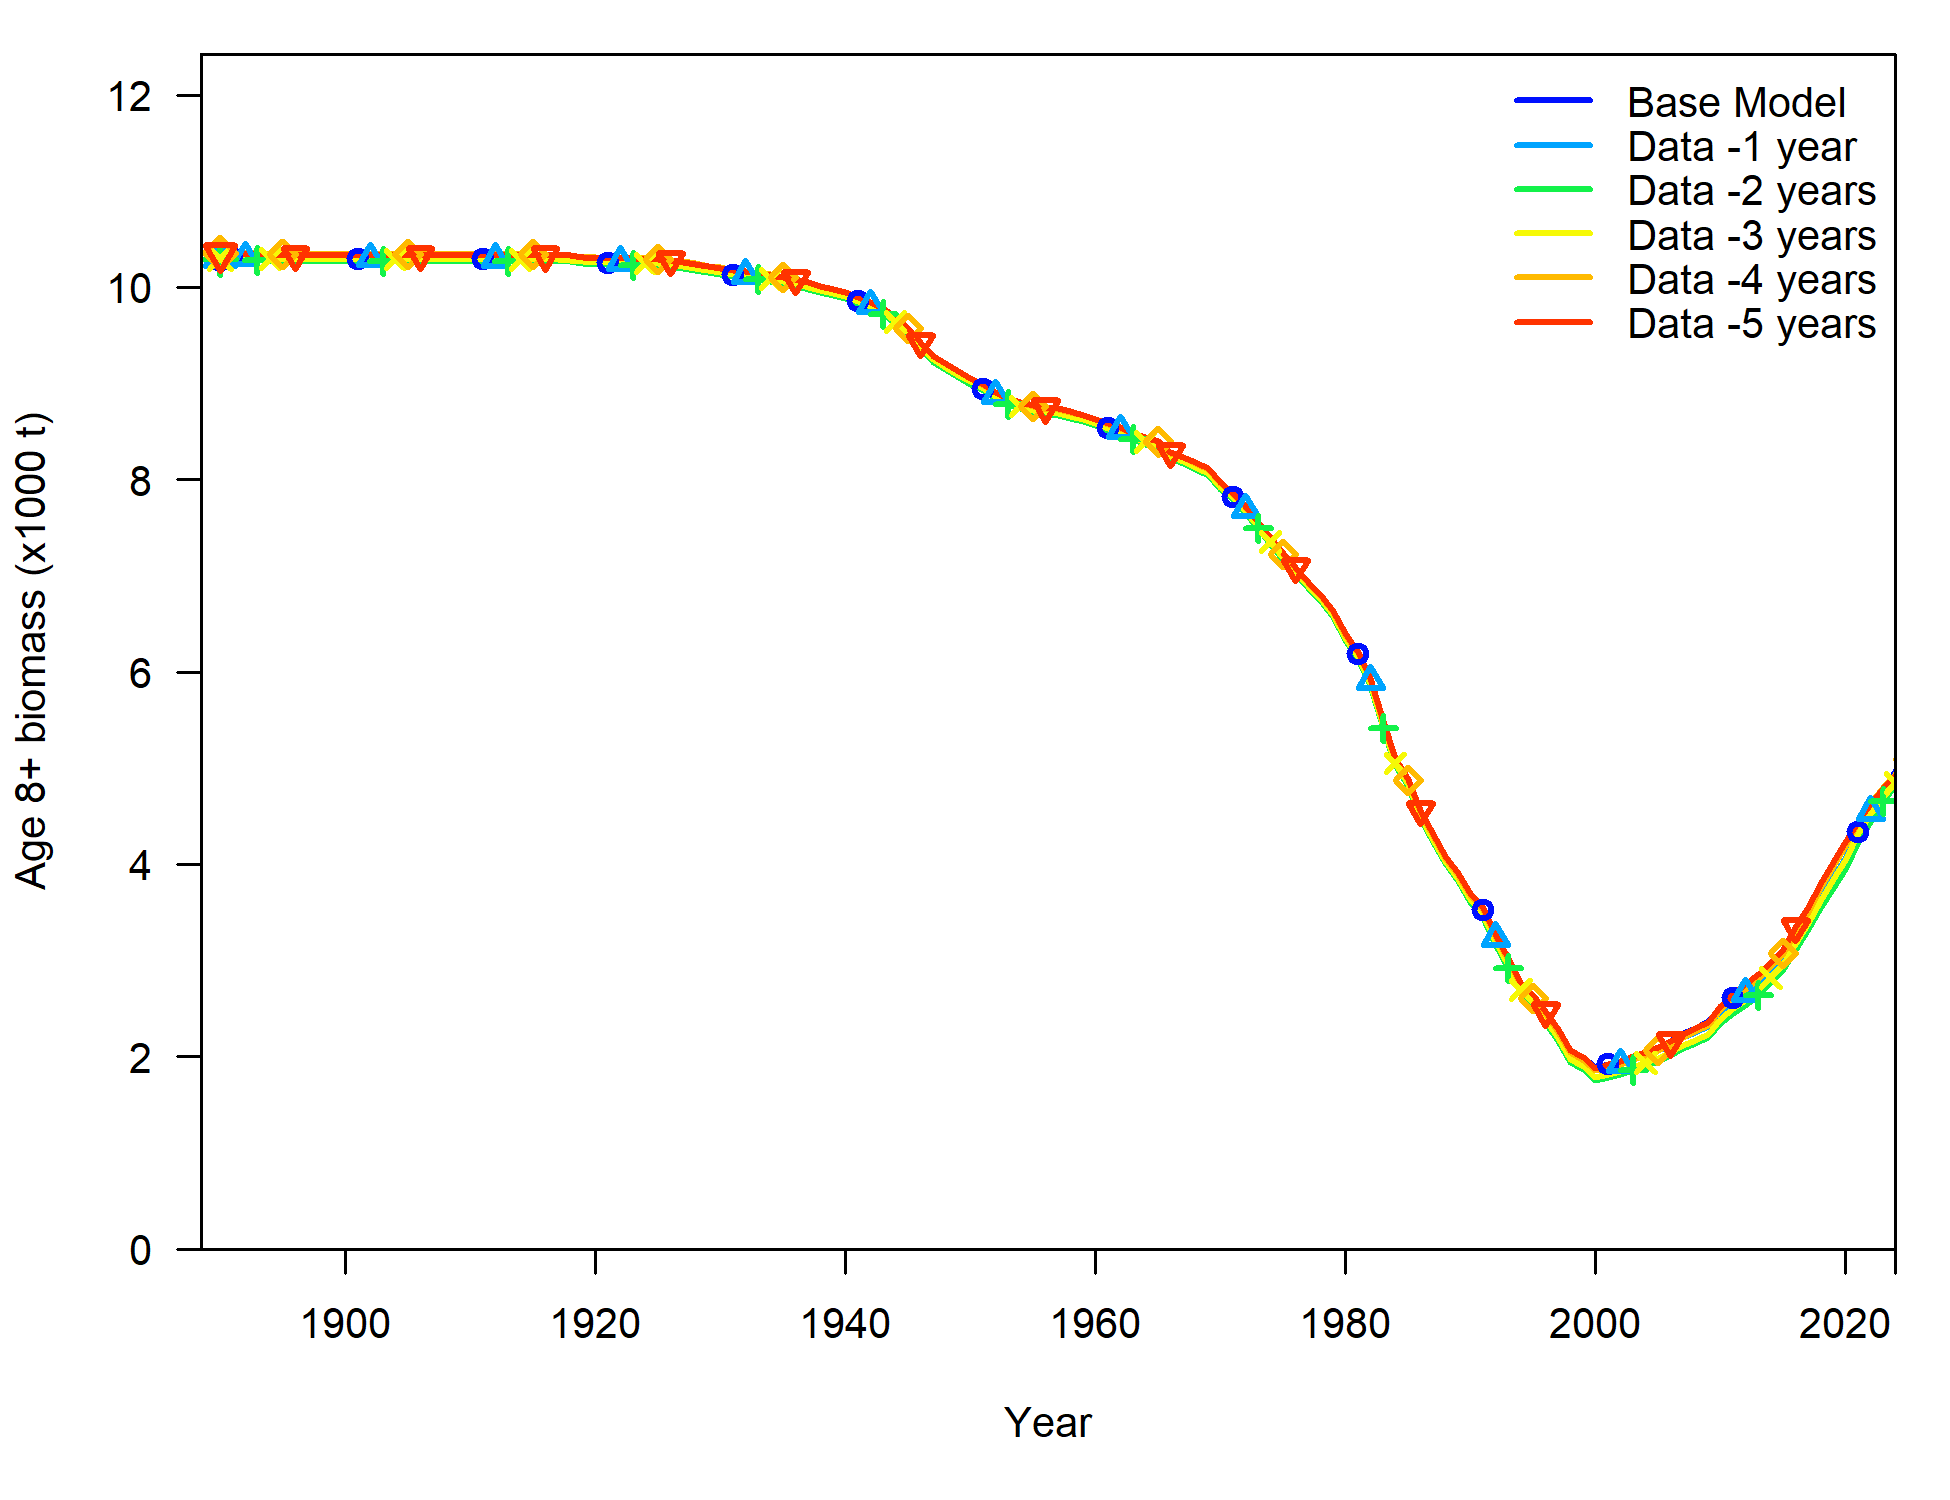 Base Model
Data -1 year
Data -2 years
Data -3 years
Data -4 years
Data -5 years
Age 8+ biomass (x1000 t)
12
10
8
6
4
2
0
1900 1920 1940 1960 1980 2000 2020
Year